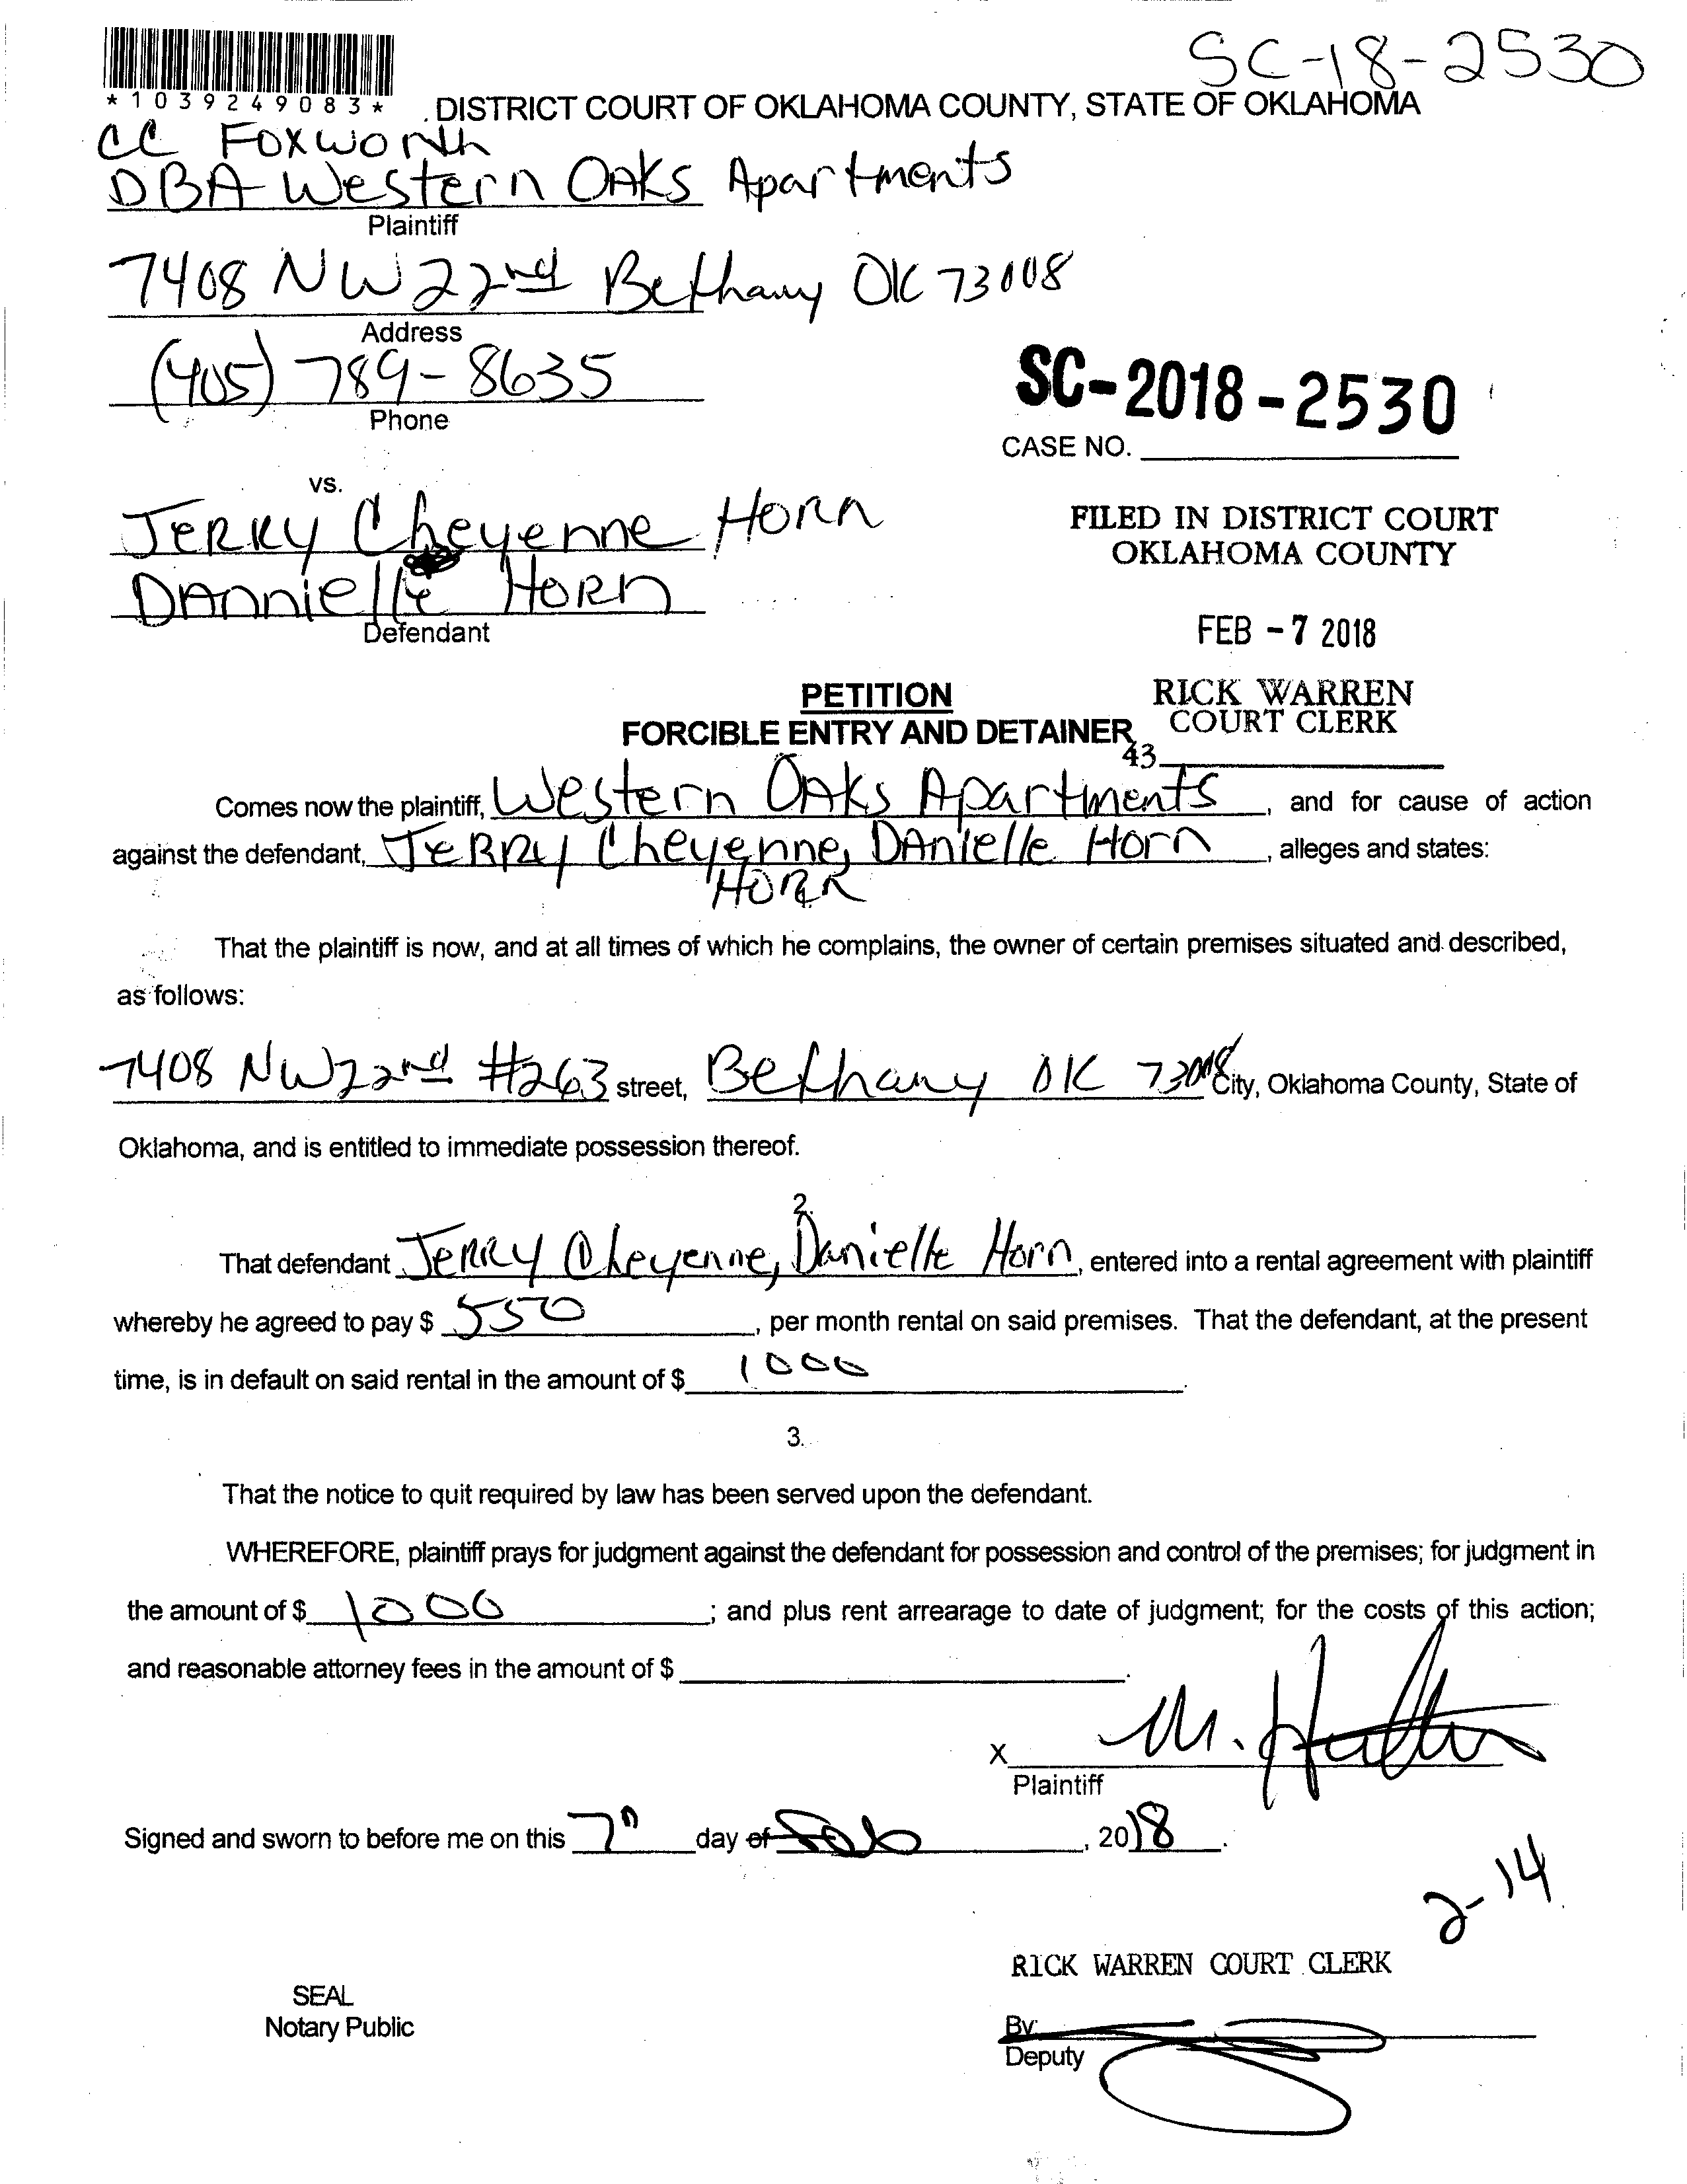 SC-18-2530
*1039249083*
DISTRICT COURT OF OKLAHOMA COUNTY, STATE OF OKLAHOMA
CC Foxworth
DBA Western Oaks Apartments
Plaintiff
7408 NW 22nd Bethany OK 73008
Address
(405) 789-8635
Phone
SC-2018-2530
CASE NO.
vs.
Jerry Cheyenne Horn
Dannielle Horn
Defendant
FILED IN DISTRICT COURT
OKLAHOMA COUNTY
FEB -7 2018
RICK WARREN
COURT CLERK
43
PETITION
FORCIBLE ENTRY AND DETAINER
Comes now the plaintiff, Western Oaks Apartments, and for cause of action
against the defendant, Jerry Cheyenne, Danielle Horn, alleges and states:
Horn
That the plaintiff is now, and at all times of which he complains, the owner of certain premises situated and described,
as follows:
7408 NW 22nd #263 street, Bethany OK 73008 City, Oklahoma County, State of
Oklahoma, and is entitled to immediate possession thereof.
2.
That defendant Jerry Cheyenne, Danielle Horn, entered into a rental agreement with plaintiff
whereby he agreed to pay $ 550, per month rental on said premises. That the defendant, at the present
time, is in default on said rental in the amount of $ 1000.
3.
That the notice to quit required by law has been served upon the defendant.
WHEREFORE, plaintiff prays for judgment against the defendant for possession and control of the premises; for judgment in
the amount of $ 1000; and plus rent arrearage to date of judgment; for the costs of this action;
and reasonable attorney fees in the amount of $ .
X M.
Plaintiff
Signed and sworn to before me on this 7th day of Feb, 2018.
2-14
RICK WARREN COURT CLERK
SEAL
Notary Public
By:
Deputy